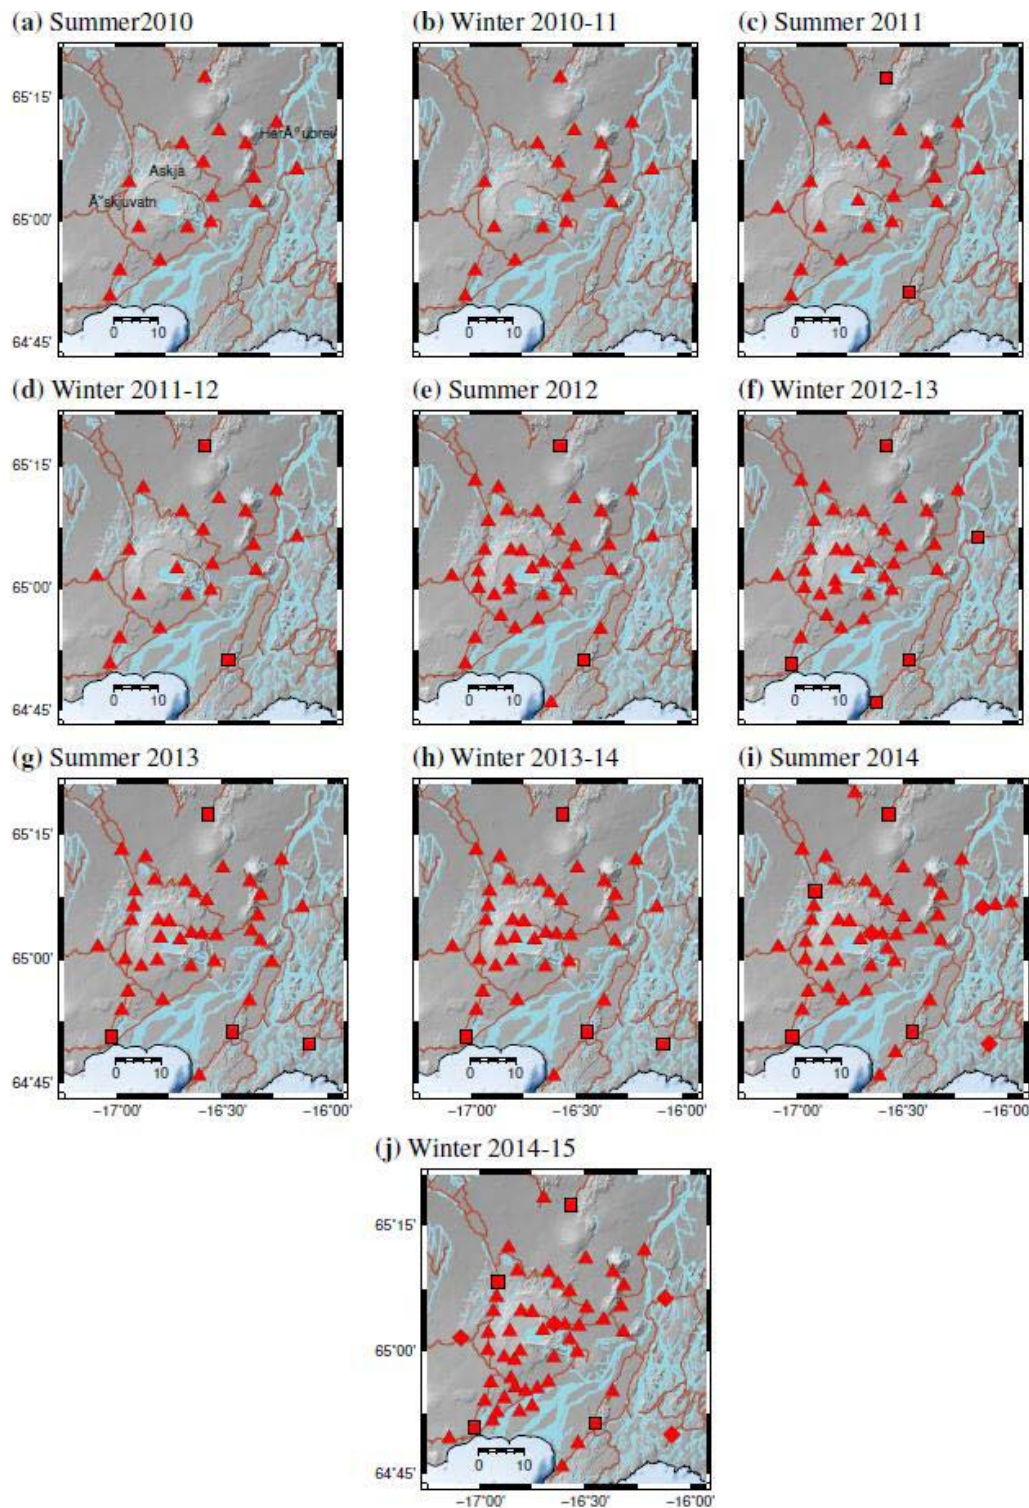 (a) Summer2010
(b) Winter 2010-11
(c) Summer 2011
65°15'
65°00'
64°45'
HerÅ°ubreiÅ
Askja
Å°skjuvatn
0 10
0 10
0 10
(d) Winter 2011-12
(e) Summer 2012
(f) Winter 2012-13
65°15'
65°00'
64°45'
0 10
0 10
0 10
(g) Summer 2013
(h) Winter 2013-14
(i) Summer 2014
65°15'
65°00'
64°45'
0 10
0 10
0 10
−17°00' −16°30' −16°00'
−17°00' −16°30' −16°00'
−17°00' −16°30' −16°00'
(j) Winter 2014-15
65°15'
65°00'
64°45'
0 10
−17°00' −16°30' −16°00'